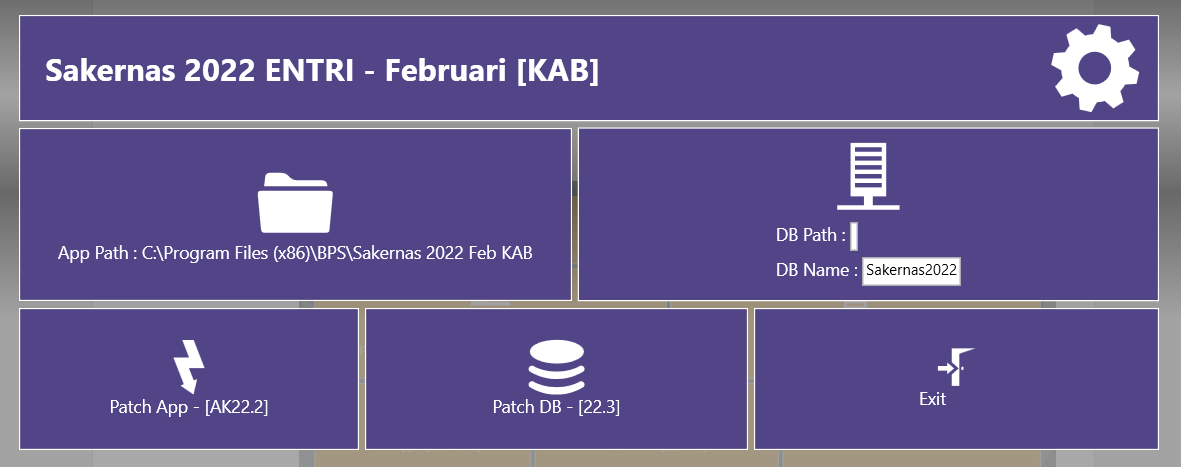 Sakernas 2022 ENTRI - Februari [KAB]
App Path : C:\Program Files (x86)\BPS\Sakernas 2022 Feb KAB
DB Path :
DB Name : Sakernas2022
Patch App - [AK22.2]
Patch DB - [22.3]
Exit